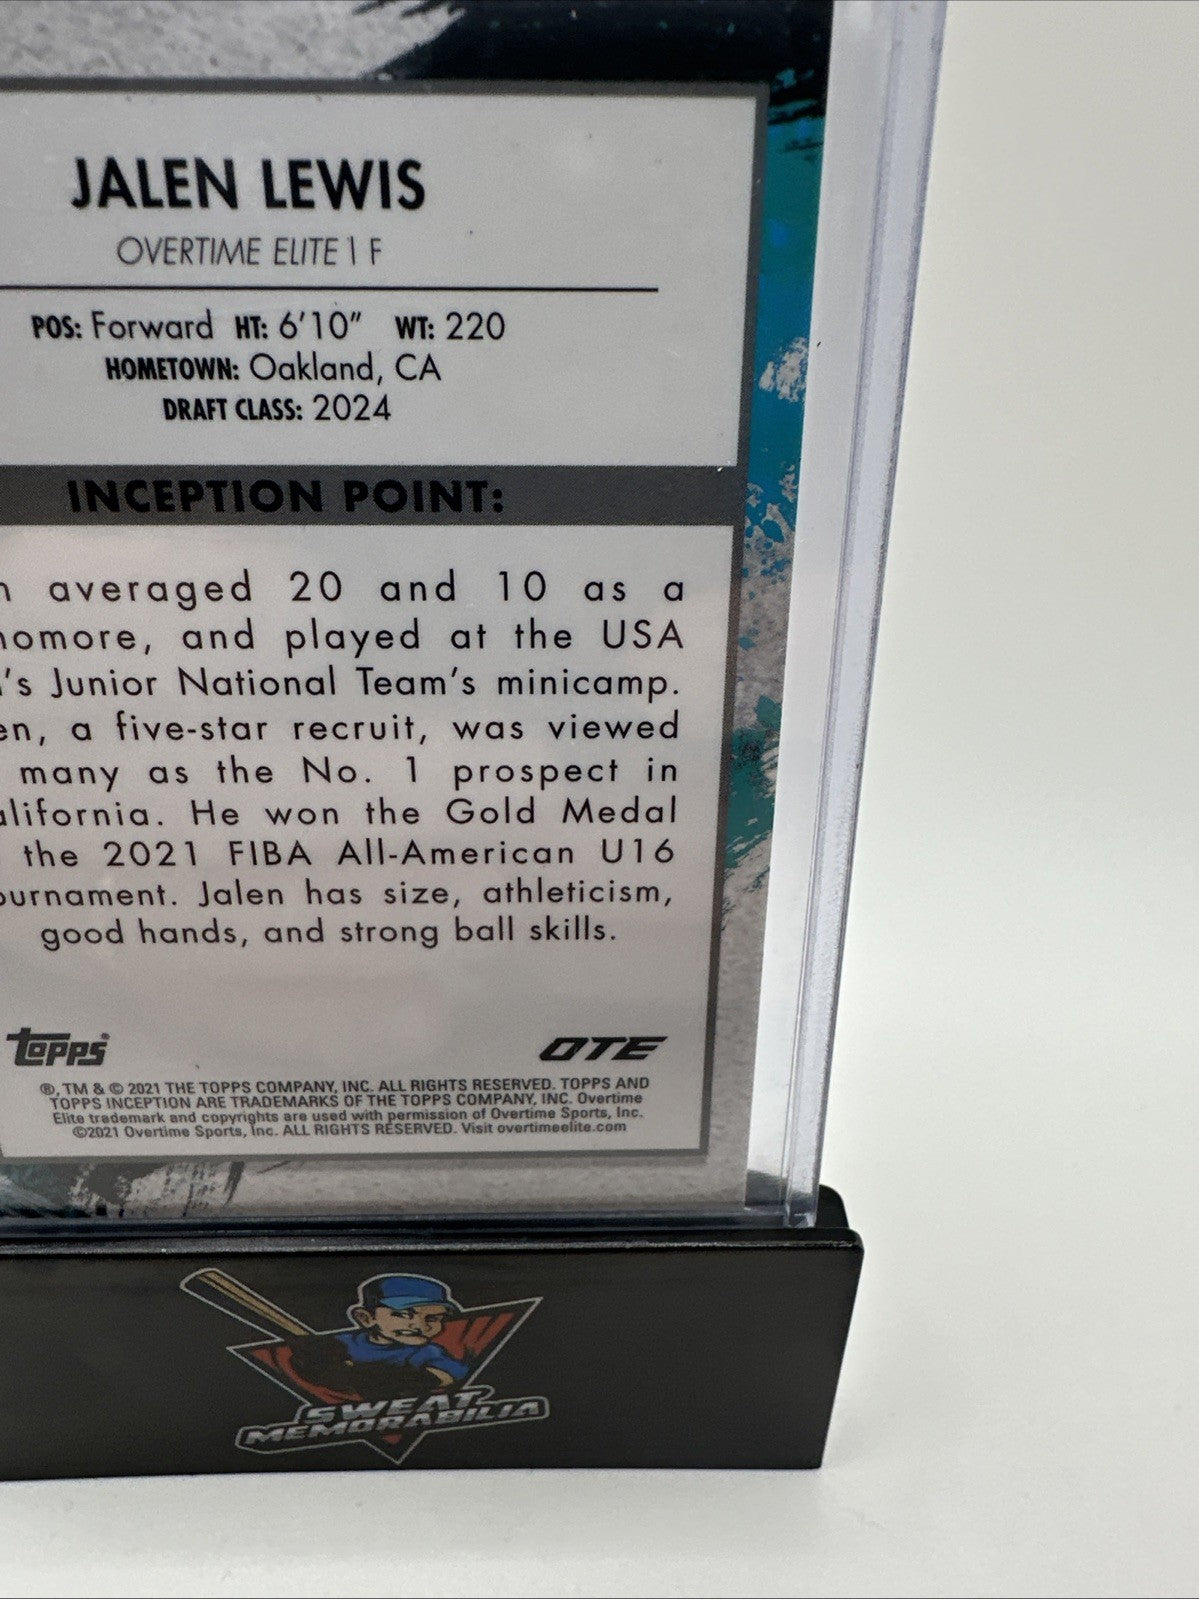 JALEN LEWIS
OVERTIME ELITE | F
POS: Forward HT: 6'10" WT: 220
HOMETOWN: Oakland, CA
DRAFT CLASS: 2024
INCEPTION POINT:
averaged 20 and 10 as a
omore, and played at the USA
's Junior National Team's minicamp.
en, a five-star recruit, was viewed
many as the No. 1 prospect in
alifornia. He won the Gold Medal
the 2021 FIBA All-American U16
ournament. Jalen has size, athleticism,
good hands, and strong ball skills.
Topps® OTE
®, TM & © 2021 THE TOPPS COMPANY, INC. ALL RIGHTS RESERVED. TOPPS AND
TOPPS INCEPTION ARE TRADEMARKS OF THE TOPPS COMPANY, INC. Overtime
Elite trademark and copyrights are used with permission of Overtime Sports, Inc.
©2021 Overtime Sports, Inc. ALL RIGHTS RESERVED. Visit overtimeelite.com
SWEAT
MEMORABILIA